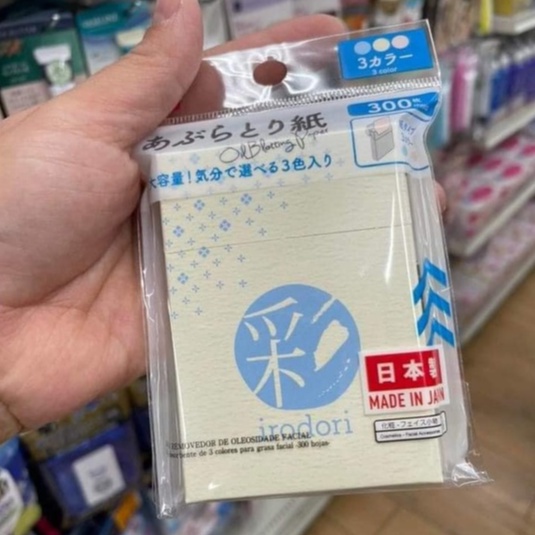 3カラー
3 color
300枚
あぶらとり紙
Oil Blotting Paper
大容量！気分で選べる3色入り
彩
irodori
日本製
MADE IN JAPAN
化粧・フェイス小物
Cosmetics・Facial Accessories
REMOVEDOR DE OLEOSIDADE FACIAL
de 3 colores para grasa facial -300 hojas-